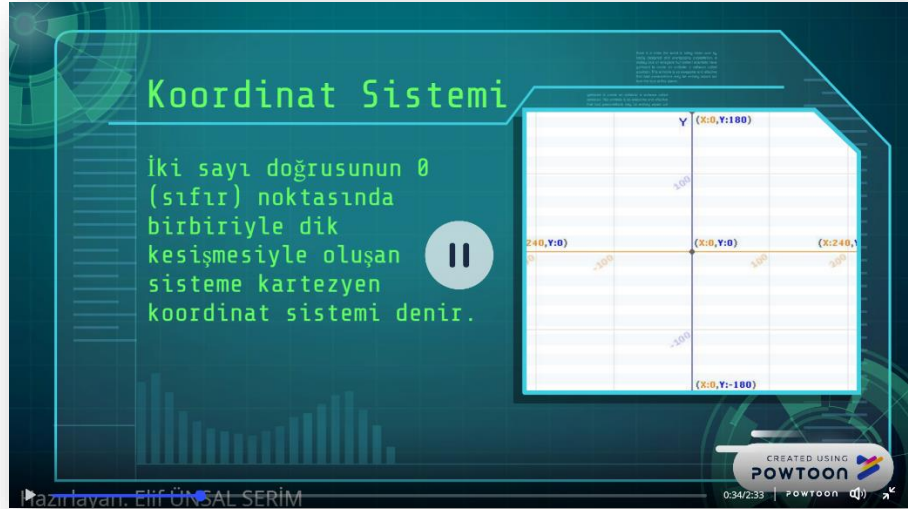 Koordinat Sistemi
İki sayı doğrusunun 0
(sıfır) noktasında
birbiriyle dik
kesişmesiyle oluşan
sisteme kartezyen
koordinat sistemi denir.
Y (X:0,Y:180)
100
240,Y:0) (X:0,Y:0) (X:240,
-100 100 200
-100
(X:0,Y:-180)
CREATED USING
POWTOON
Hazırlayan: Elif ÜNSAL SERİM
0:34/2:33 POWTOON